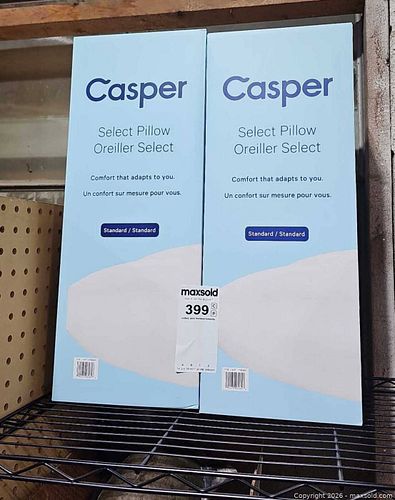 Casper
Select Pillow
Oreiller Select
Comfort that adapts to you.
Un confort sur mesure pour vous.
Standard / Standard
Casper
Select Pillow
Oreiller Select
Comfort that adapts to you.
Un confort sur mesure pour vous.
Standard / Standard
maxsold
399
Copyright 2026 - maxsold.com